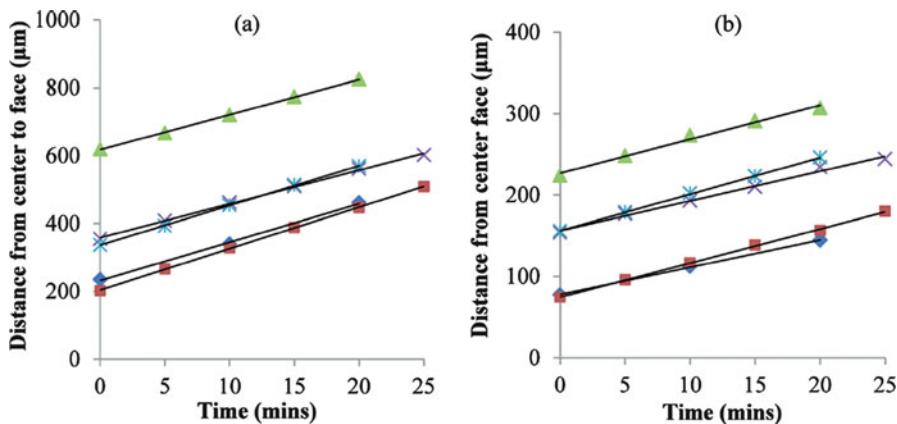 (a)
Distance from center to face (µm)
1000
800
600
400
200
0
0 5 10 15 20 25
Time (mins)
(b)
Distance from center face (µm)
400
300
200
100
0
0 5 10 15 20 25
Time (mins)